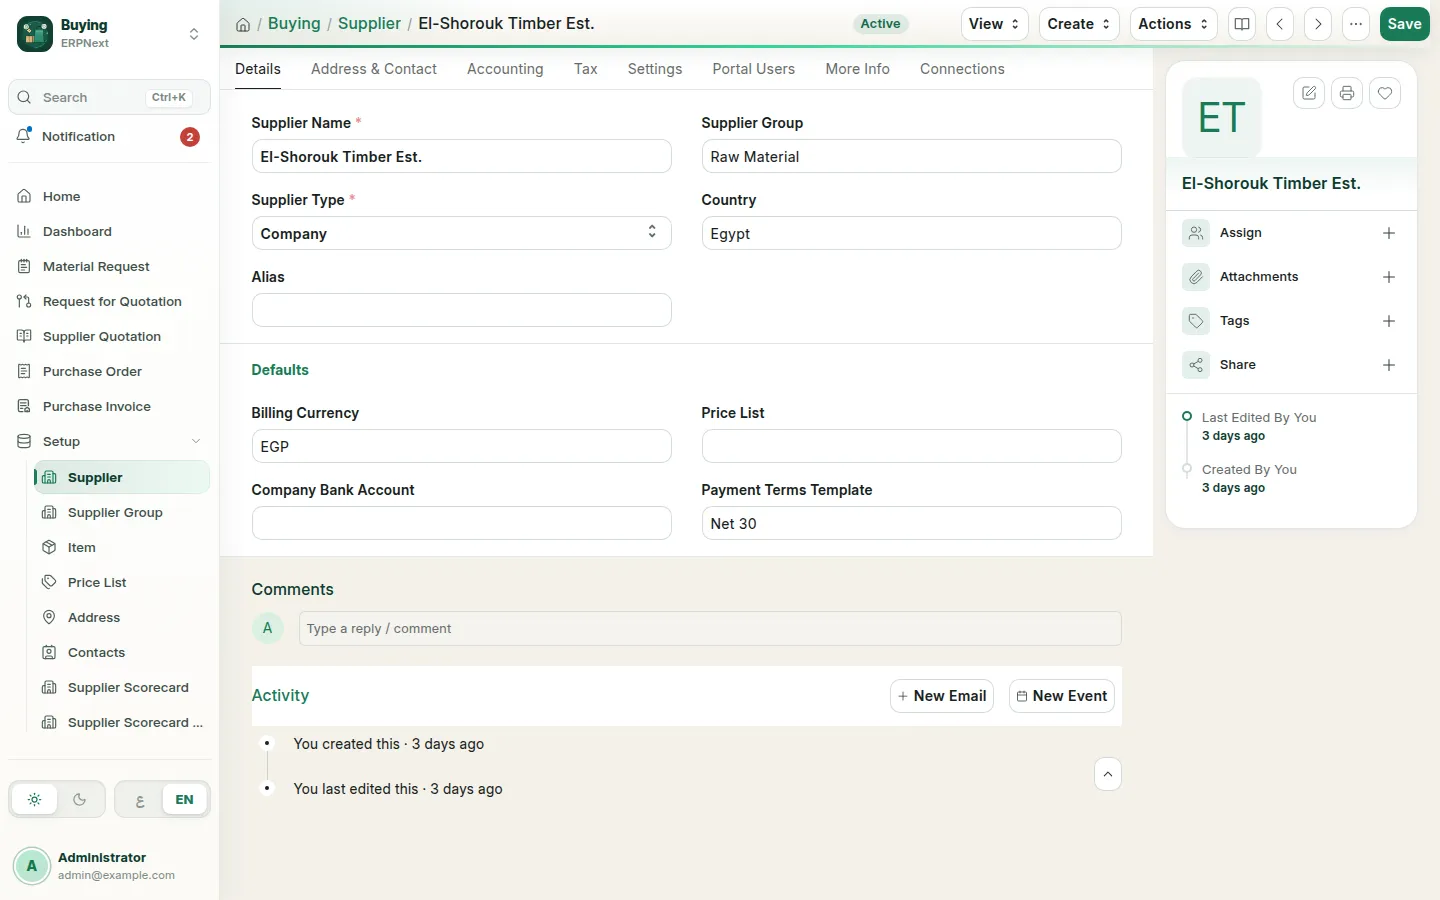 Buying
ERPNext
Search Ctrl+K
Notification 2
Home
Dashboard
Material Request
Request for Quotation
Supplier Quotation
Purchase Order
Purchase Invoice
Setup
Supplier
Supplier Group
Item
Price List
Address
Contacts
Supplier Scorecard
Supplier Scorecard ...
ع EN
A Administrator
admin@example.com
/ Buying / Supplier / El-Shorouk Timber Est. Active View Create Actions ... Save
Details Address & Contact Accounting Tax Settings Portal Users More Info Connections
Supplier Name * Supplier Group
El-Shorouk Timber Est. Raw Material
Supplier Type * Country
Company Egypt
Alias
Defaults
Billing Currency Price List
EGP
Company Bank Account Payment Terms Template
Net 30
Comments
A Type a reply / comment
Activity New Email New Event
You created this · 3 days ago
You last edited this · 3 days ago
ET
El-Shorouk Timber Est.
Assign
Attachments
Tags
Share
Last Edited By You
3 days ago
Created By You
3 days ago